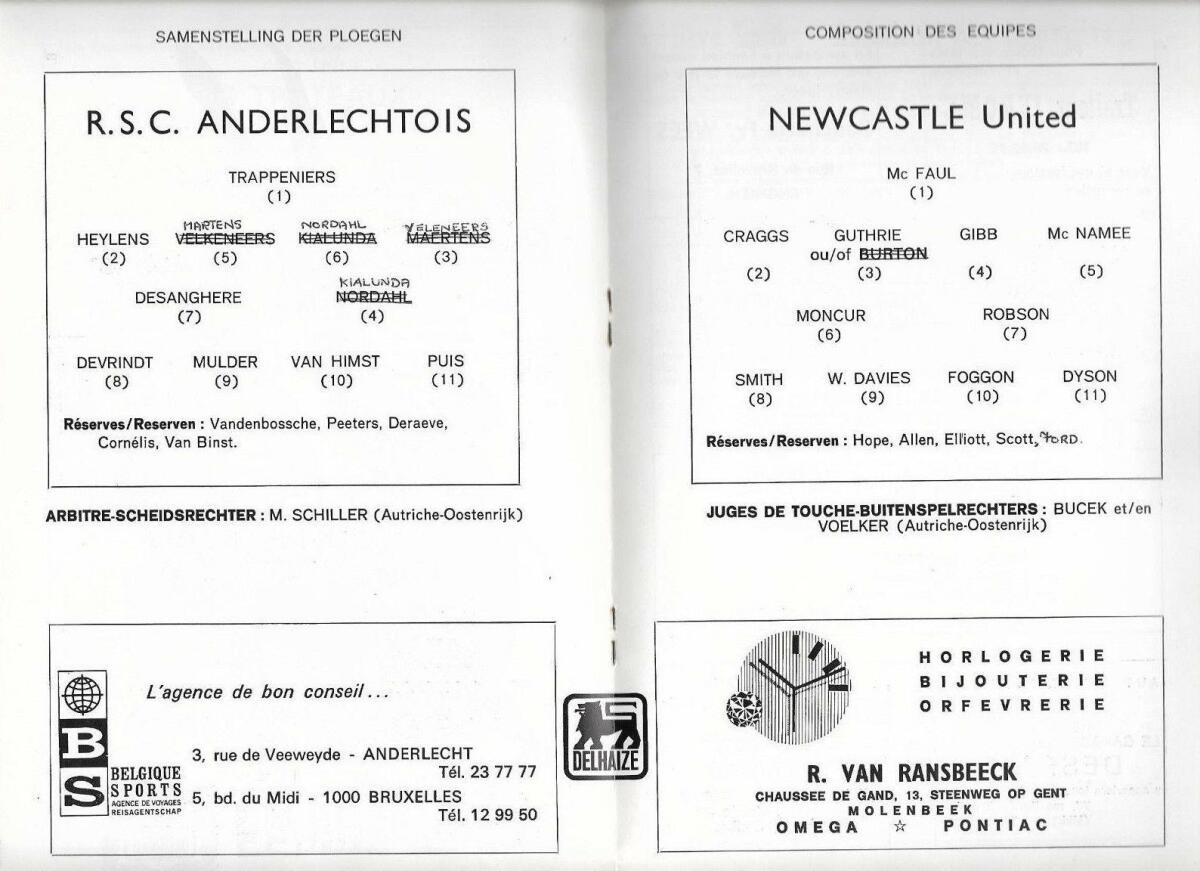 SAMENSTELLING DER PLOEGEN
R.S.C. ANDERLECHTOIS
TRAPPENIERS
(1)
MARTENS NORDAHL VELENEERS
HEYLENS VELKENEERS KIALUNDA MAERTENS
(2) (5) (6) (3)
KIALUNDA
DESANGHERE NORDAHL
(7) (4)
DEVRINDT MULDER VAN HIMST PUIS
(8) (9) (10) (11)
Réserves/Reserven : Vandenbossche, Peeters, Deraeve,
Cornélis, Van Binst.
ARBITRE-SCHEIDSRECHTER : M. SCHILLER (Autriche-Oostenrijk)
L'agence de bon conseil...
3, rue de Veeweyde - ANDERLECHT
Tél. 23 77 77
5, bd. du Midi - 1000 BRUXELLES
Tél. 12 99 50
B
S
BELGIQUE
SPORTS
AGENCE DE VOYAGES
REISAGENTSCHAP
DELHAIZE
COMPOSITION DES EQUIPES
NEWCASTLE United
Mc FAUL
(1)
CRAGGS GUTHRIE GIBB Mc NAMEE
ou/of BURTON
(2) (3) (4) (5)
MONCUR ROBSON
(6) (7)
SMITH W. DAVIES FOGGON DYSON
(8) (9) (10) (11)
Réserves/Reserven : Hope, Allen, Elliott, Scott, FORD.
JUGES DE TOUCHE-BUITENSPELRECHTERS : BUCEK et/en
VOELKER (Autriche-Oostenrijk)
HORLOGERIE
BIJOUTERIE
ORFEVRERIE
R. VAN RANSBEECK
CHAUSSEE DE GAND, 13, STEENWEG OP GENT
MOLENBEEK
OMEGA ☆ PONTIAC